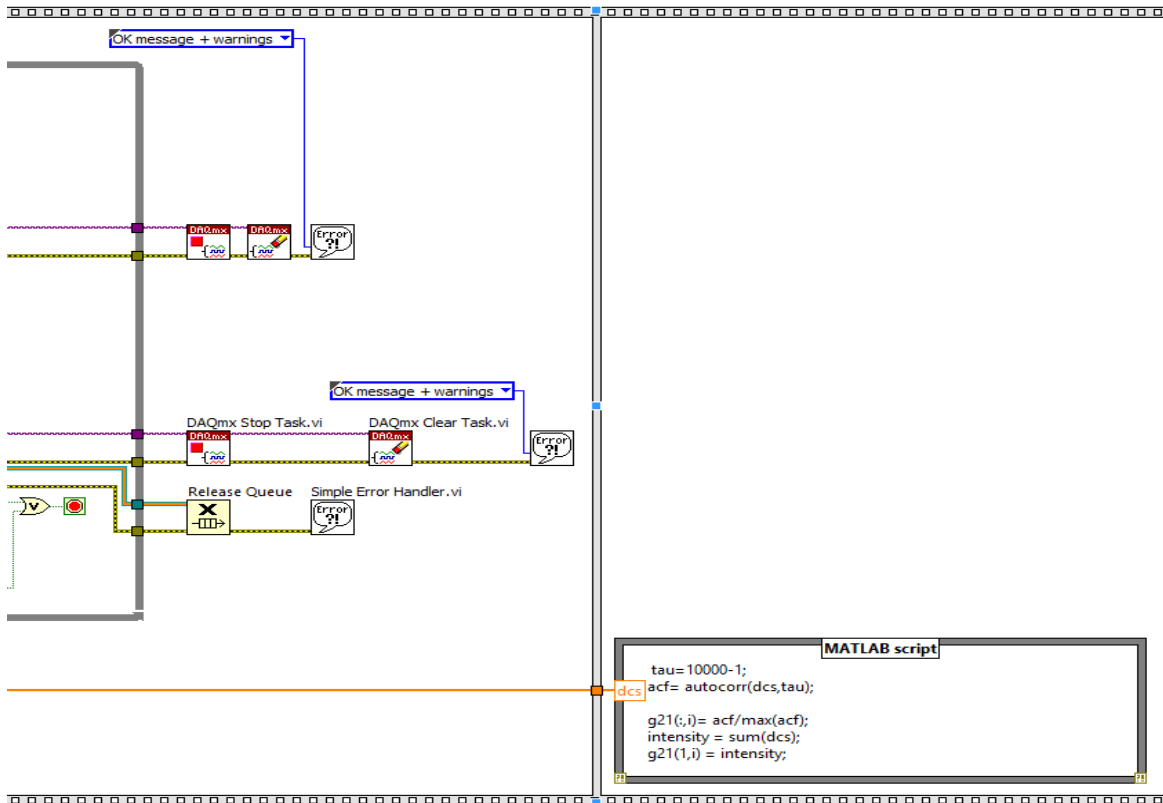 OK message + warnings
DAQmx
DAQmx
Error
?!
OK message + warnings
DAQmx Stop Task.vi
DAQmx Clear Task.vi
DAQmx
DAQmx
Error
?!
Release Queue
Simple Error Handler.vi
X
Error
?!
V
MATLAB script
tau=10000-1;
dcs
acf= autocorr(dcs,tau);
g21(:,i)= acf/max(acf);
intensity = sum(dcs);
g21(1,i) = intensity;
?!
?!